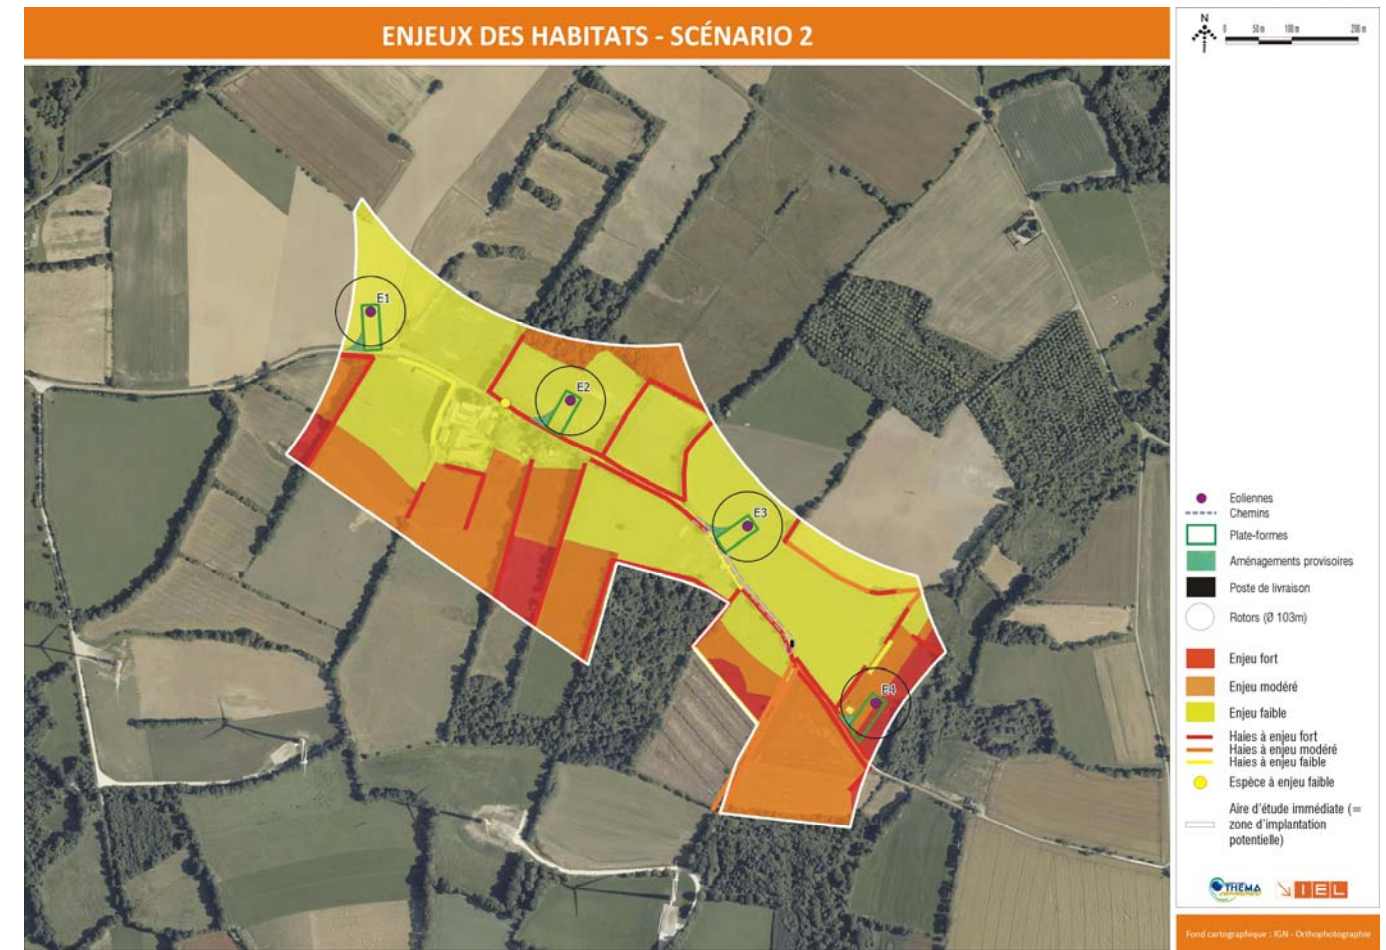 ENJEUX DES HABITATS - SCÉNARIO 2
N
0 50 m 100 m 200 m
E1
E2
E3
E4
Eoliennes
Chemins
Plate-formes
Aménagements provisoires
Poste de livraison
Rotors (Ø 103m)
Enjeu fort
Enjeu modéré
Enjeu faible
Haies à enjeu fort
Haies à enjeu modéré
Haies à enjeu faible
Espèce à enjeu faible
Aire d'étude immédiate (=
zone d'implantation
potentielle)
THEMA
IEL
Fond cartographique : IGN - Orthophotographie